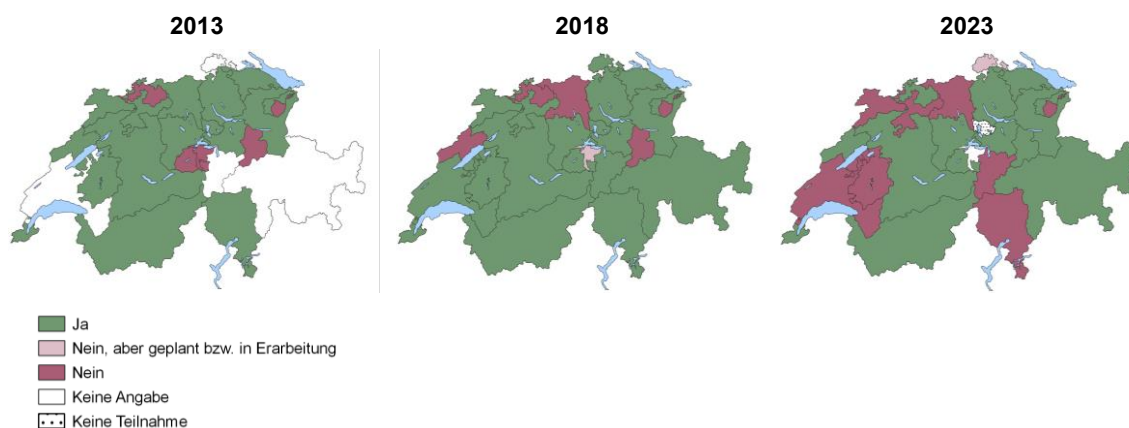 2013
2018
2023
Ja
Nein, aber geplant bzw. in Erarbeitung
Nein
Keine Angabe
Keine Teilnahme